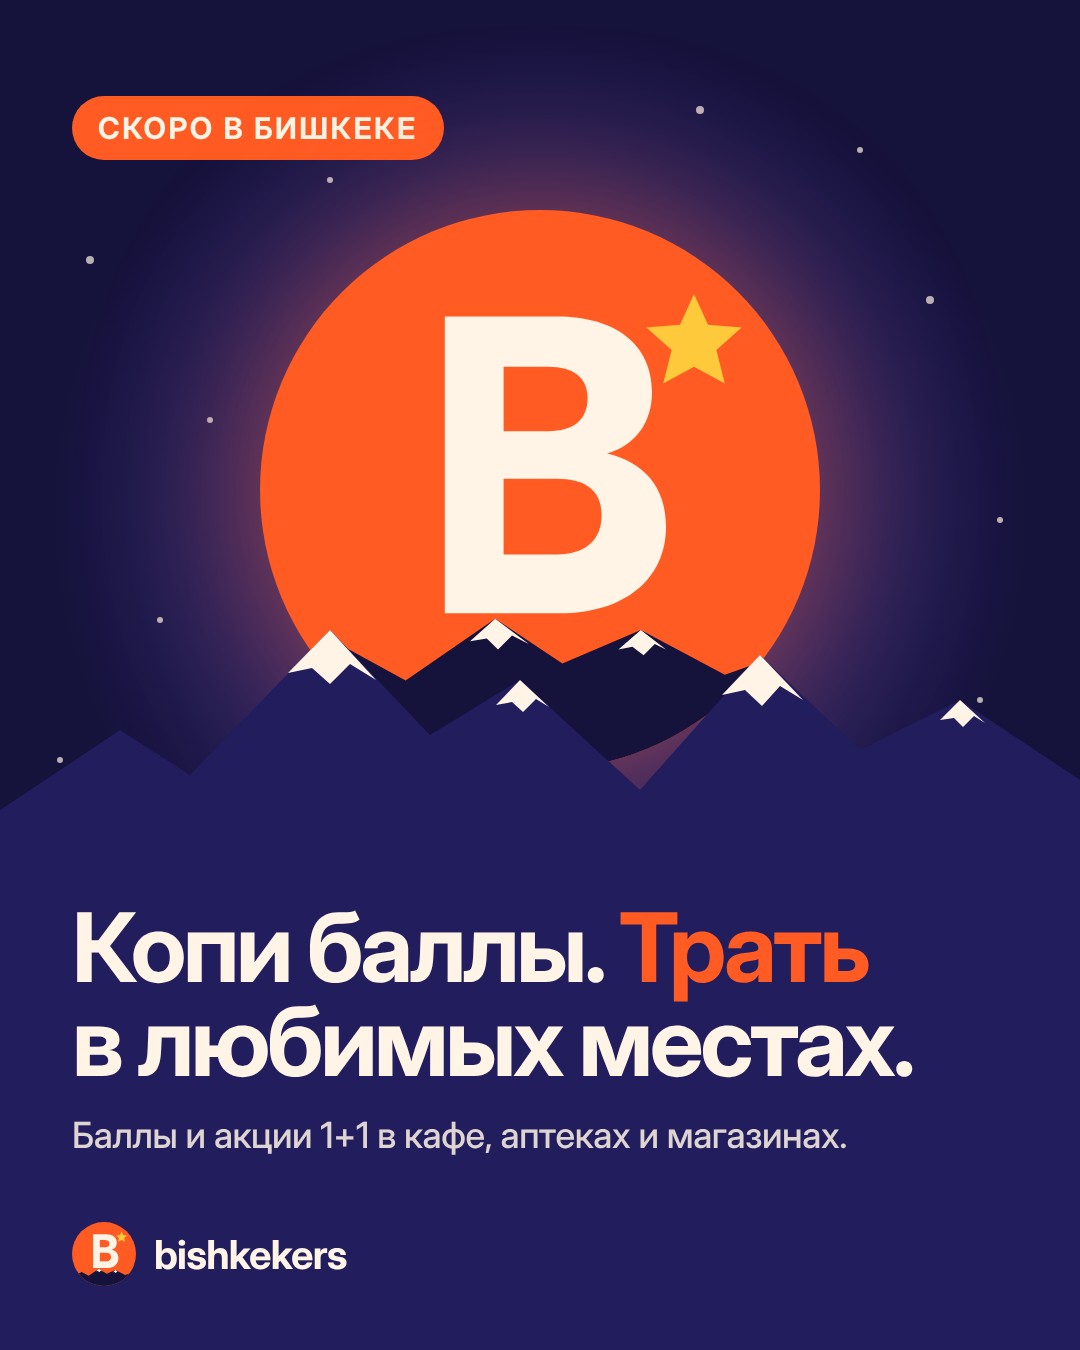 СКОРО В БИШКЕКЕ
B
Копи баллы. Трать
в любимых местах.
Баллы и акции 1+1 в кафе, аптеках и магазинах.
B bishkekers